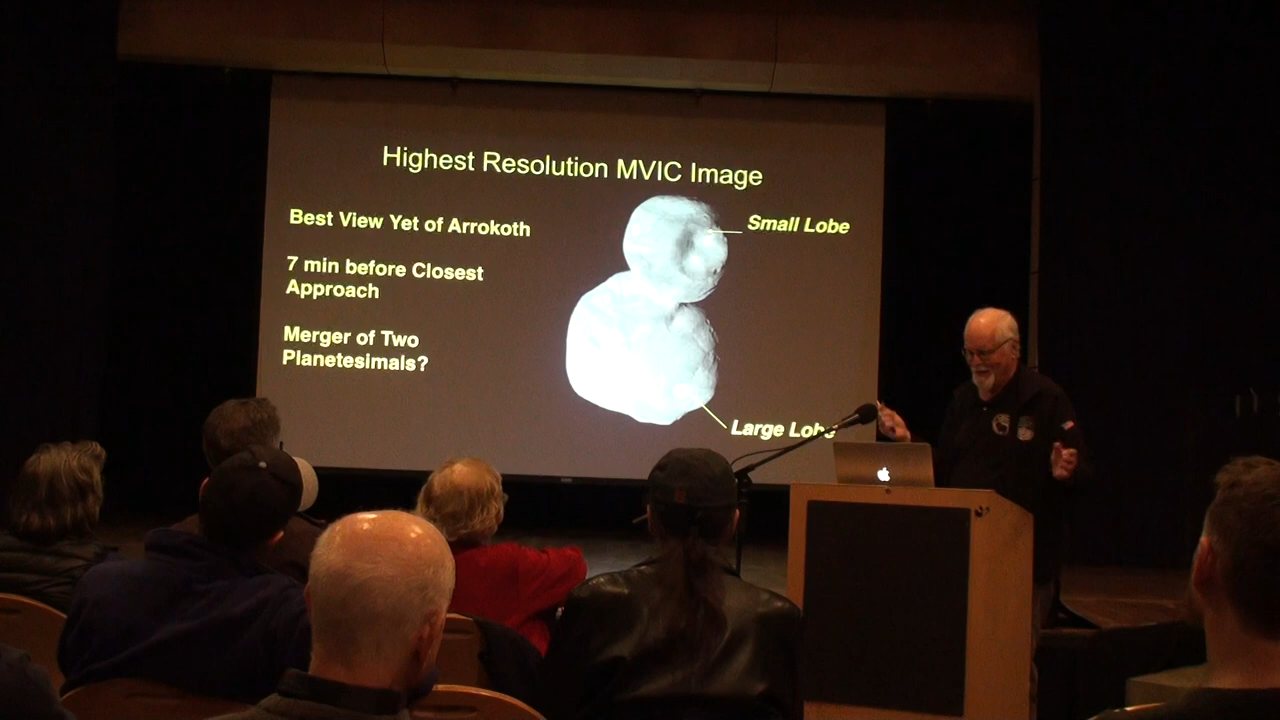 Highest Resolution MVIC Image
Best View Yet of Arrokoth
Small Lobe
7 min before Closest
Approach
Merger of Two
Planetesimals?
Large Lobe